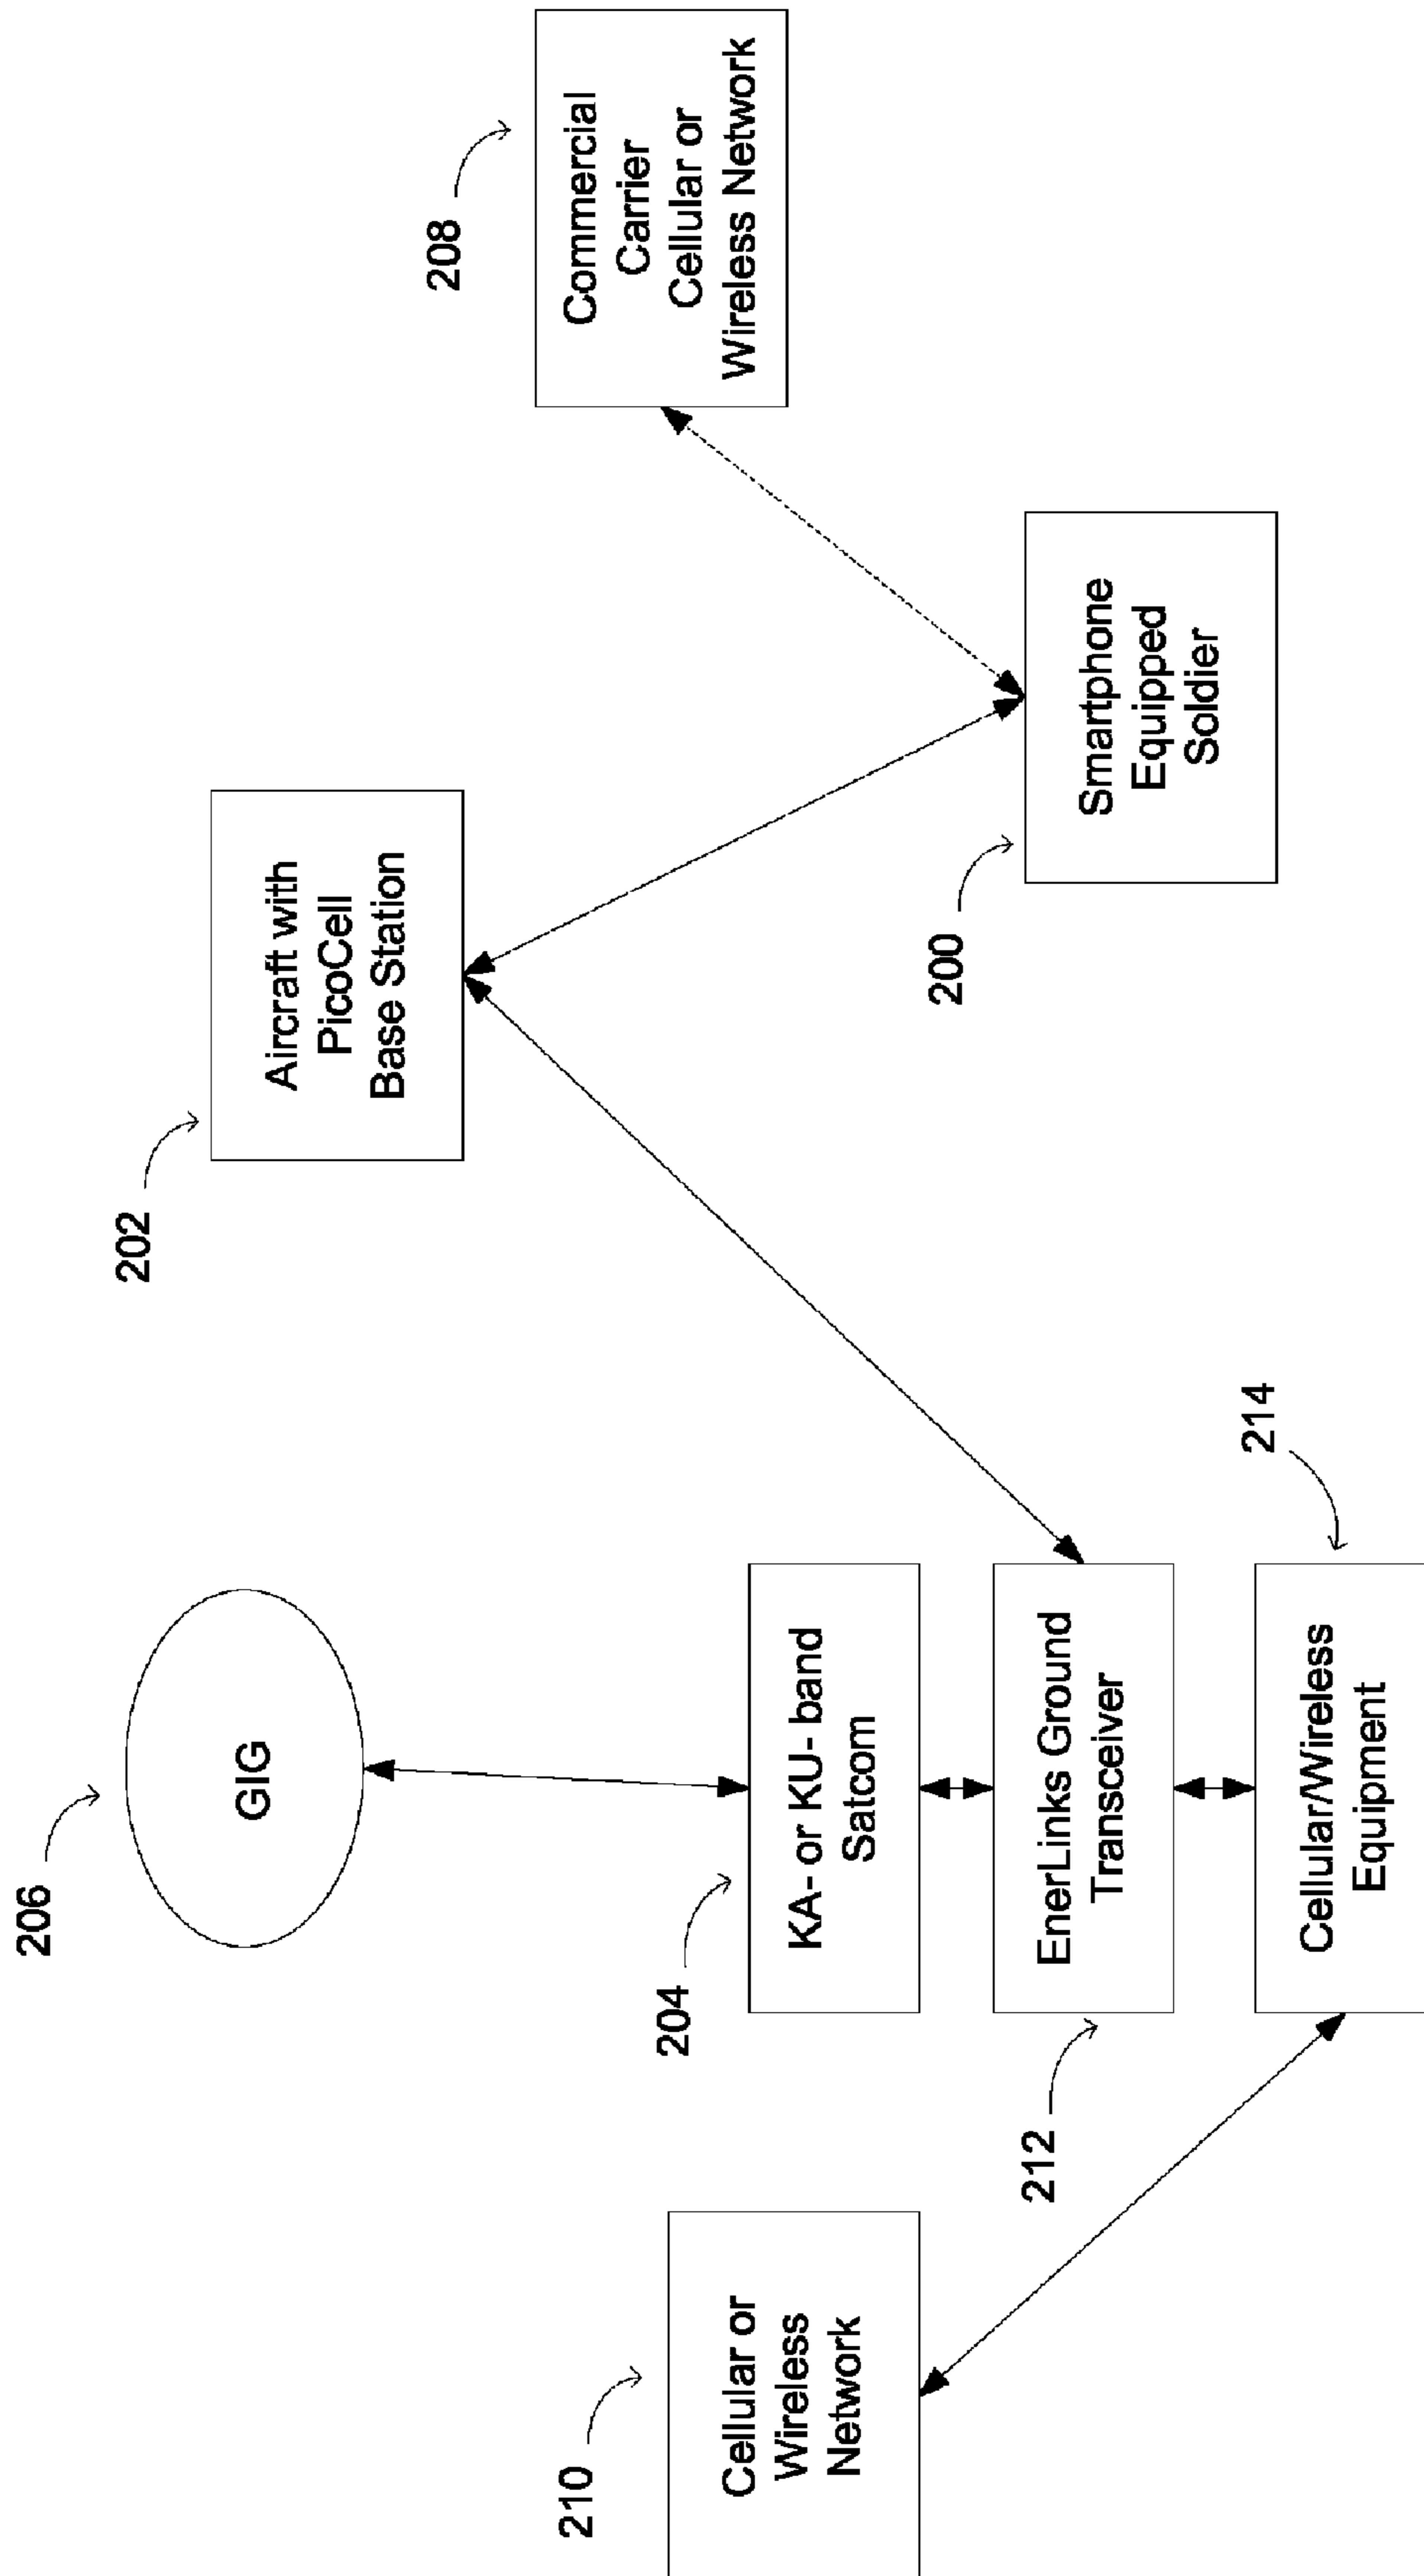 206
GIG
202
Aircraft with
PicoCell
Base Station
208
Commercial
Carrier
Cellular or
Wireless Network
210
Cellular or
Wireless
Network
204
KA- or KU- band
Satcom
212
EnerLinks Ground
Transceiver
214
Cellular/Wireless
Equipment
200
Smartphone
Equipped
Soldier